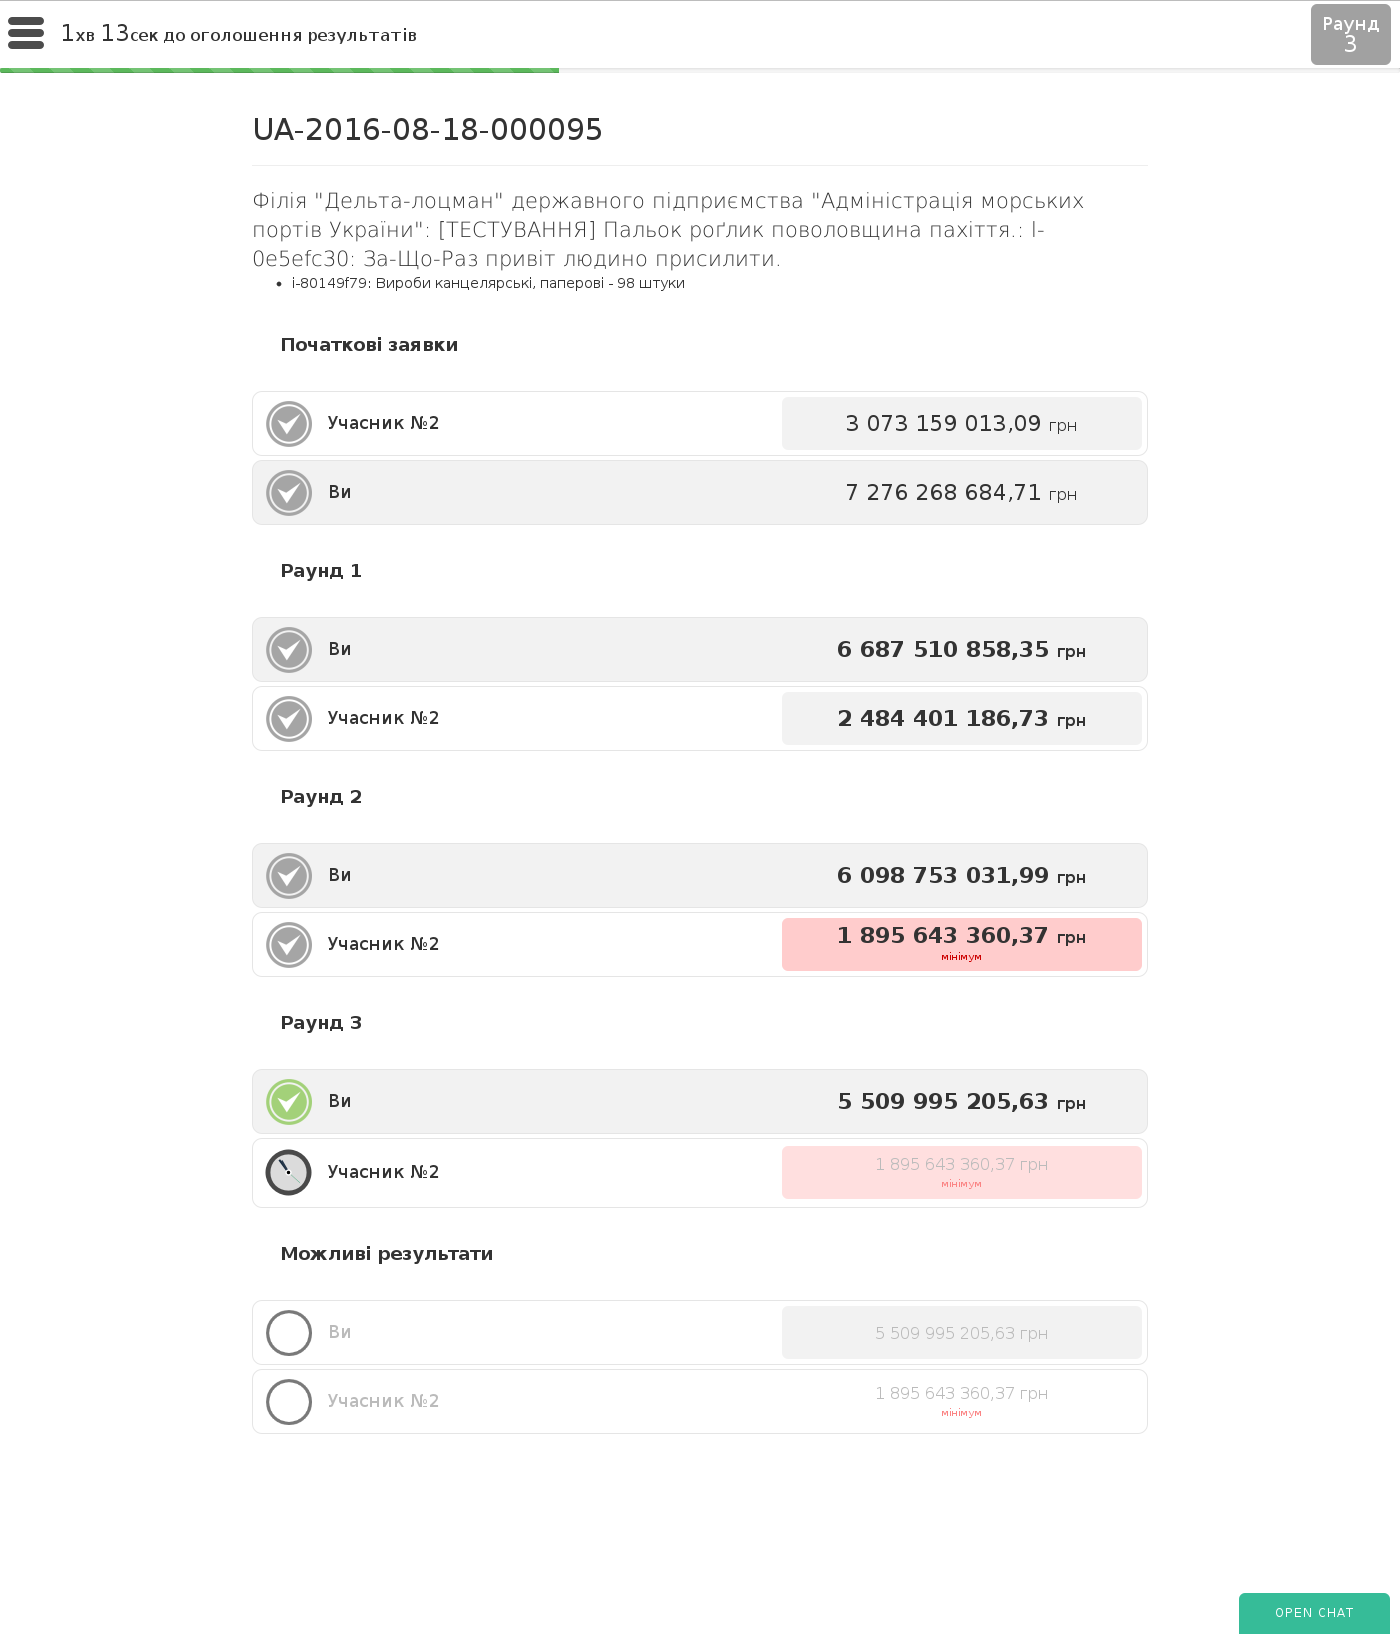 1хв 13сек до оголошення результатів
Раунд
3
UA-2016-08-18-000095
Філія "Дельта-лоцман" державного підприємства "Адміністрація морських
портів України": [ТЕСТУВАННЯ] Пальок роґлик поволовщина пахіття.: І-
0e5efc30: За-Що-Раз привіт людино присилити.
i-80149f79: Вироби канцелярські, паперові - 98 штуки
Початкові заявки
Учасник №2 3 073 159 013,09 грн
Ви 7 276 268 684,71 грн
Раунд 1
Ви 6 687 510 858,35 грн
Учасник №2 2 484 401 186,73 грн
Раунд 2
Ви 6 098 753 031,99 грн
Учасник №2 1 895 643 360,37 грн
мінімум
Раунд 3
Ви 5 509 995 205,63 грн
Учасник №2 1 895 643 360,37 грн
мінімум
Можливі результати
Ви 5 509 995 205,63 грн
Учасник №2 1 895 643 360,37 грн
мінімум
OPEN CHAT